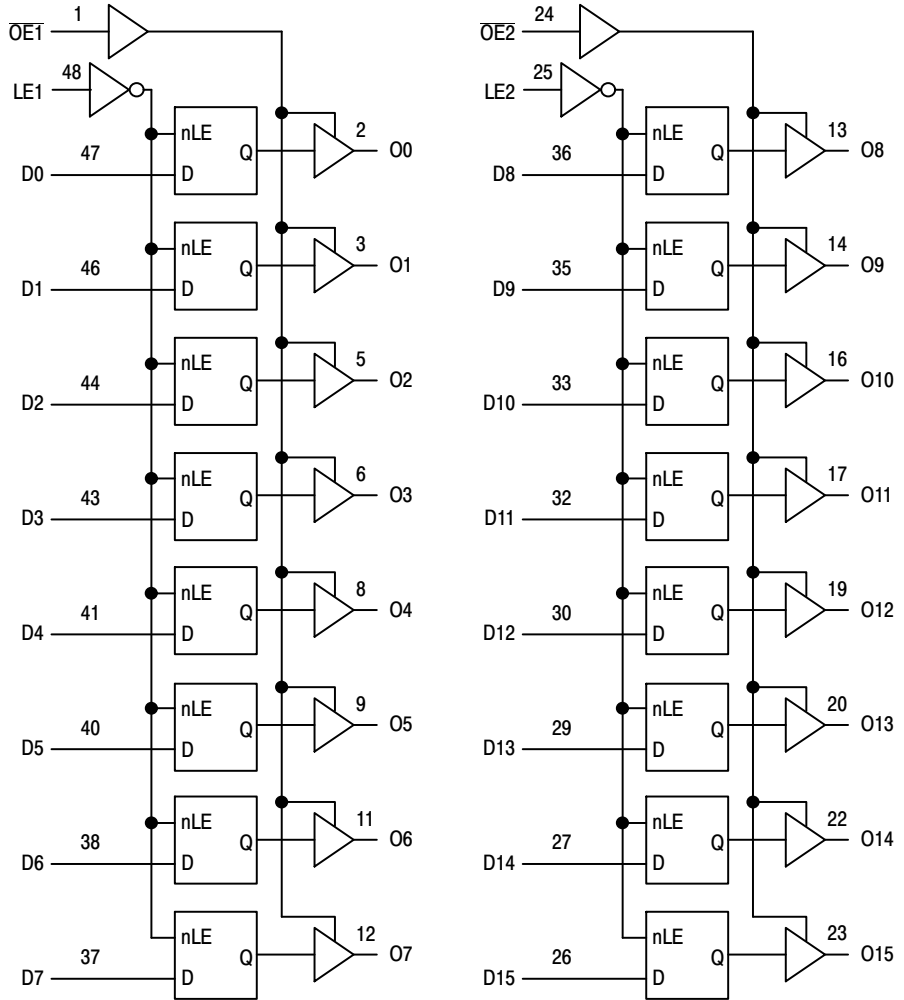 OE1 1
LE1 48
nLE
D0 47 D Q 2 O0
nLE
D1 46 D Q 3 O1
nLE
D2 44 D Q 5 O2
nLE
D3 43 D Q 6 O3
nLE
D4 41 D Q 8 O4
nLE
D5 40 D Q 9 O5
nLE
D6 38 D Q 11 O6
nLE
D7 37 D Q 12 O7
OE2 24
LE2 25
nLE
D8 36 D Q 13 O8
nLE
D9 35 D Q 14 O9
nLE
D10 33 D Q 16 O10
nLE
D11 32 D Q 17 O11
nLE
D12 30 D Q 19 O12
nLE
D13 29 D Q 20 O13
nLE
D14 27 D Q 22 O14
nLE
D15 26 D Q 23 O15